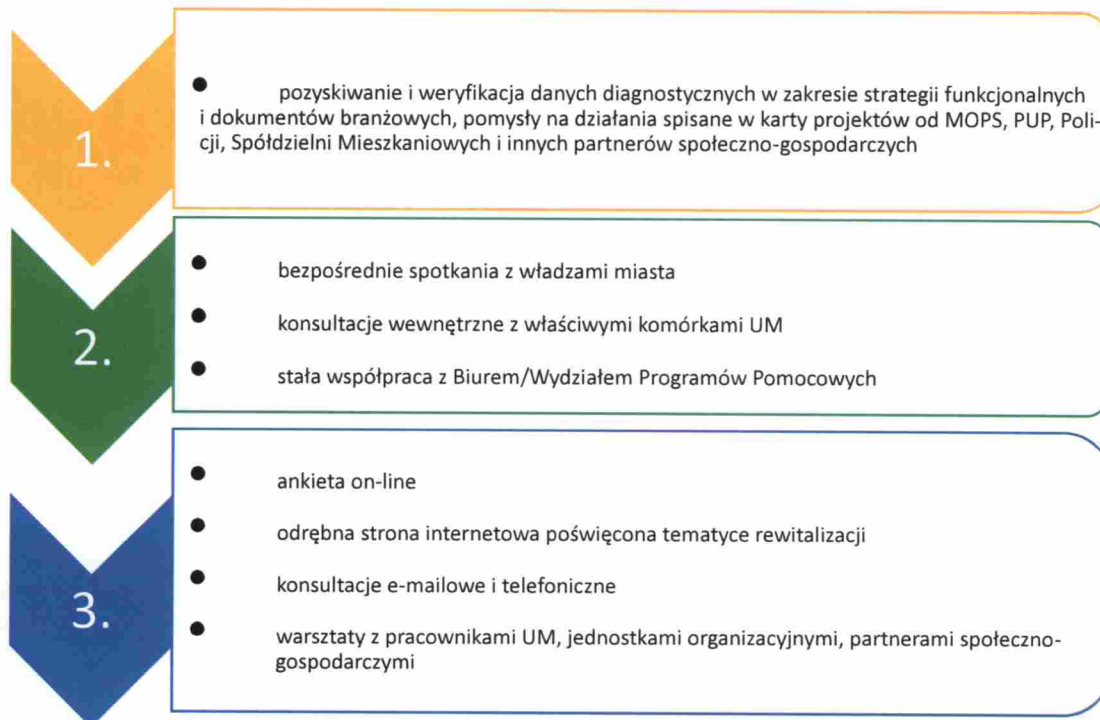 1.
● pozyskiwanie i weryfikacja danych diagnostycznych w zakresie strategii funkcjonalnych
i dokumentów branżowych, pomysły na działania spisane w karty projektów od MOPS, PUP, Poli-
cji, Spółdzielni Mieszkaniowych i innych partnerów społeczno-gospodarczych
2.
● bezpośrednie spotkania z władzami miasta
● konsultacje wewnętrzne z właściwymi komórkami UM
● stała współpraca z Biurem/Wydziałem Programów Pomocowych
3.
● ankieta on-line
● odrębna strona internetowa poświęcona tematyce rewitalizacji
● konsultacje e-mailowe i telefoniczne
● warsztaty z pracownikami UM, jednostkami organizacyjnymi, partnerami społeczno-
gospodarczymi